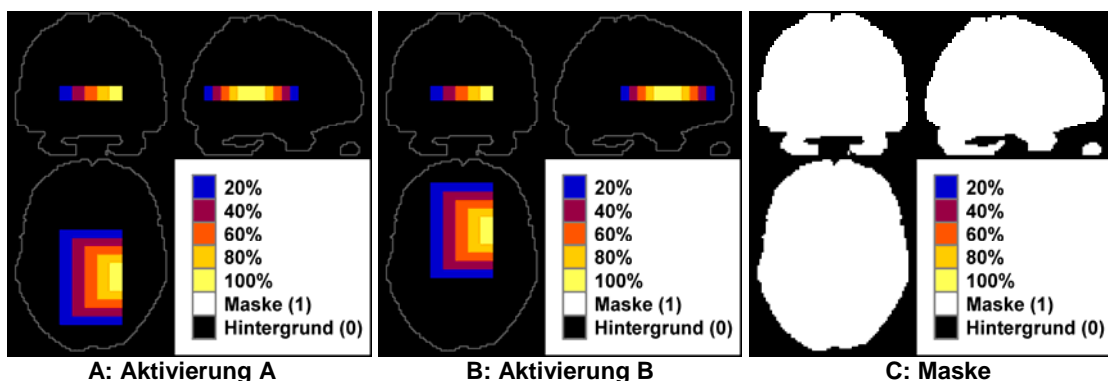 20%
40%
60%
80%
100%
Maske (1)
Hintergrund (0)
A: Aktivierung A
20%
40%
60%
80%
100%
Maske (1)
Hintergrund (0)
B: Aktivierung B
20%
40%
60%
80%
100%
Maske (1)
Hintergrund (0)
C: Maske